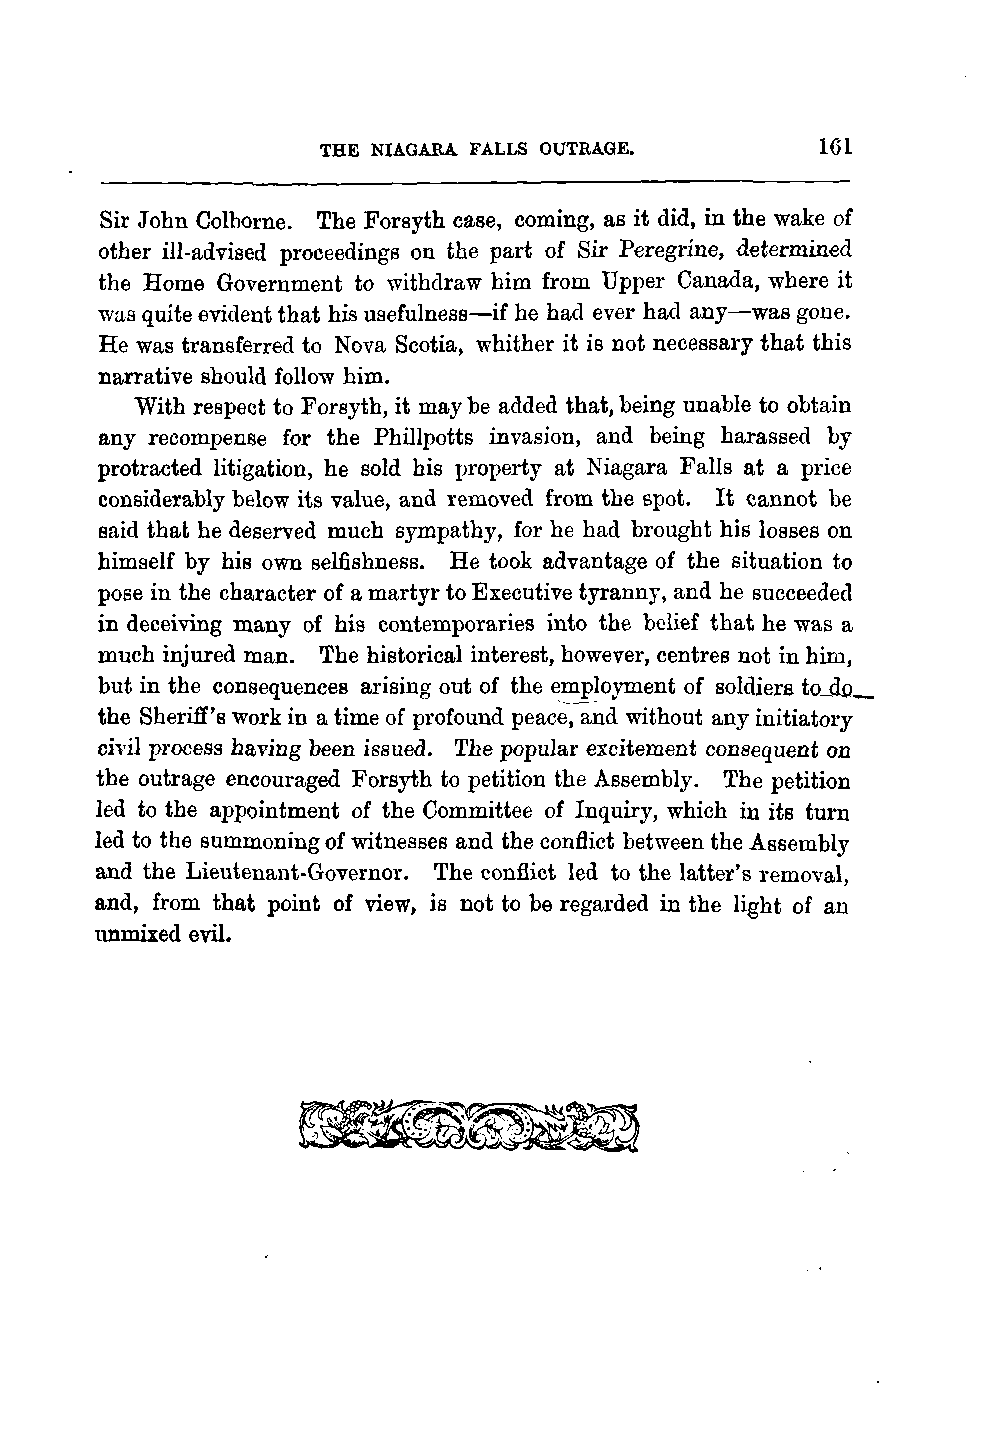 THE NIAGARA FALLS OUTRAGE. 161
Sir John Colborne. The Forsyth case, coming, as it did, in the wake of
other ill-advised proceedings on the part of Sir Peregrine, determined
the Home Government to withdraw him from Upper Canada, where it
was quite evident that his usefulness—if he had ever had any—was gone.
He was transferred to Nova Scotia, whither it is not necessary that this
narrative should follow him.
With respect to Forsyth, it may be added that, being unable to obtain
any recompense for the Phillpotts invasion, and being harassed by
protracted litigation, he sold his property at Niagara Falls at a price
considerably below its value, and removed from the spot. It cannot be
said that he deserved much sympathy, for he had brought his losses on
himself by his own selfishness. He took advantage of the situation to
pose in the character of a martyr to Executive tyranny, and he succeeded
in deceiving many of his contemporaries into the belief that he was a
much injured man. The historical interest, however, centres not in him,
but in the consequences arising out of the employment of soldiers to do
the Sheriff's work in a time of profound peace, and without any initiatory
civil process having been issued. The popular excitement consequent on
the outrage encouraged Forsyth to petition the Assembly. The petition
led to the appointment of the Committee of Inquiry, which in its turn
led to the summoning of witnesses and the conflict between the Assembly
and the Lieutenant-Governor. The conflict led to the latter's removal,
and, from that point of view, is not to be regarded in the light of an
unmixed evil.